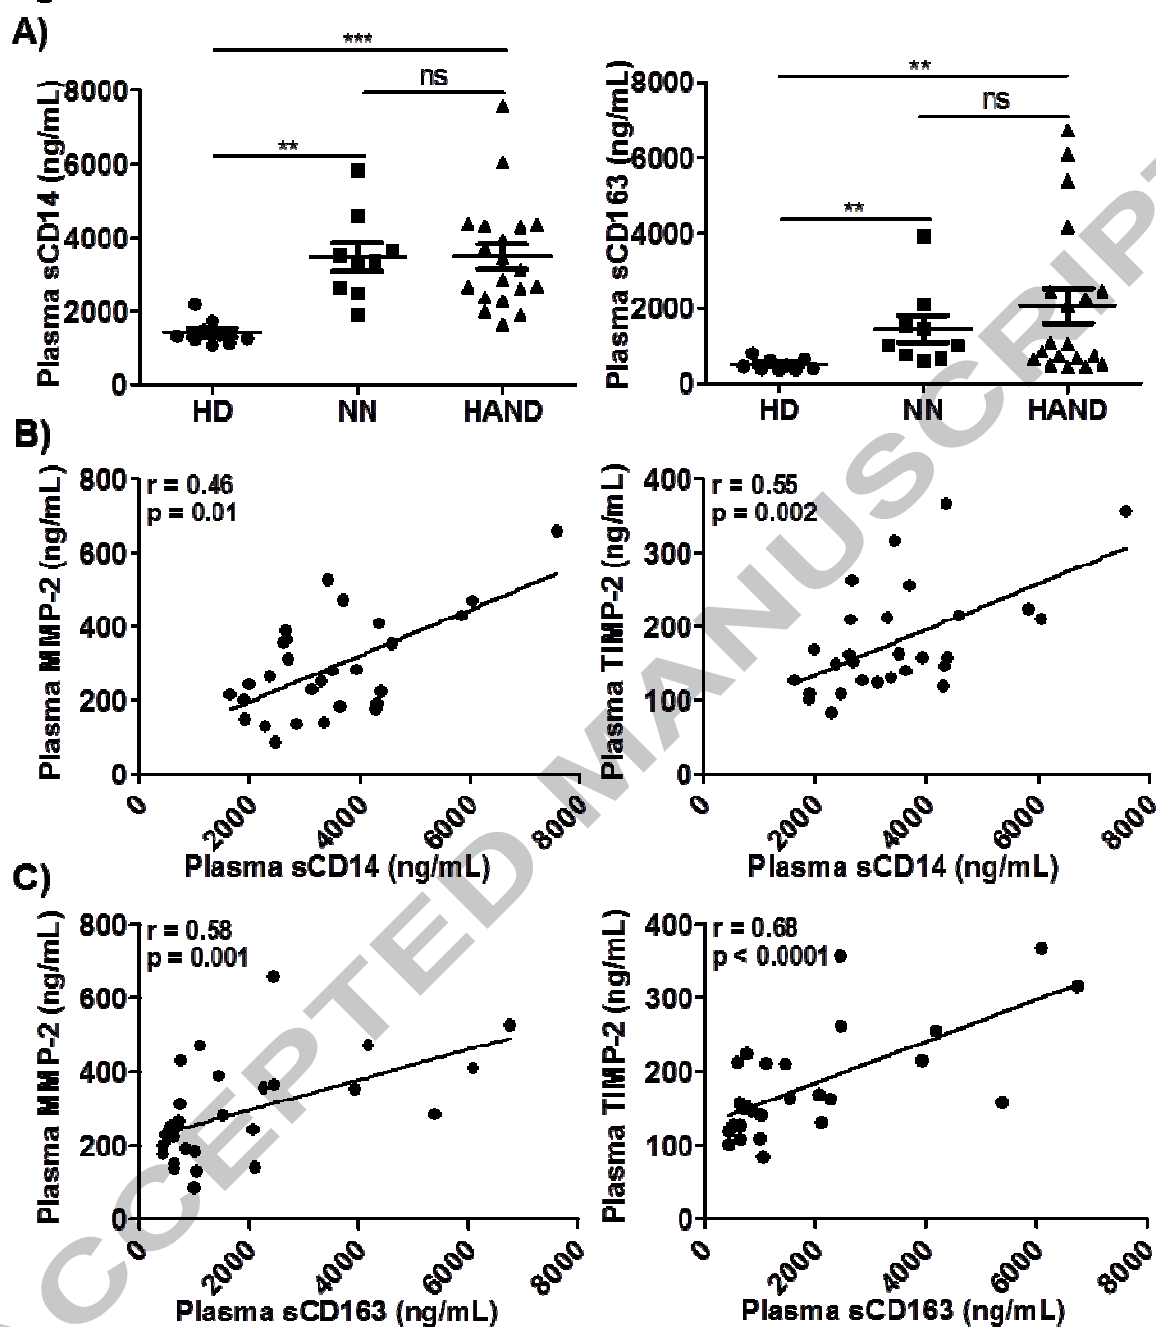 A)
***
ns
**
8000
6000
4000
2000
0
Plasma sCD14 (ng/mL)
HD NN HAND
**
ns
**
8000
6000
4000
2000
0
Plasma sCD163 (ng/mL)
HD NN HAND
B)
r = 0.46
p = 0.01
800
600
400
200
0
Plasma MMP-2 (ng/mL)
0 2000 4000 6000 8000
Plasma sCD14 (ng/mL)
r = 0.55
p = 0.002
400
300
200
100
0
Plasma TIMP-2 (ng/mL)
0 2000 4000 6000 8000
Plasma sCD14 (ng/mL)
C)
r = 0.58
p = 0.001
800
600
400
200
0
Plasma MMP-2 (ng/mL)
0 2000 4000 6000 8000
Plasma sCD163 (ng/mL)
r = 0.68
p < 0.0001
400
300
200
100
0
Plasma TIMP-2 (ng/mL)
0 2000 4000 6000 8000
Plasma sCD163 (ng/mL)
CCEPTED MANUSCRIPT